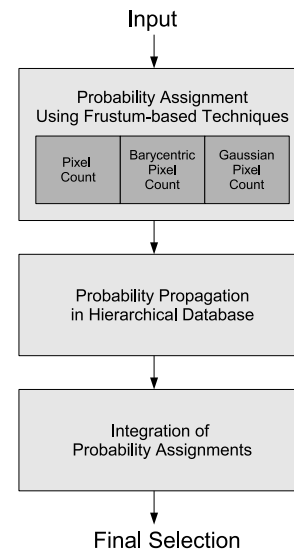 Input
Probability Assignment
Using Frustum-based Techniques
Pixel
Count
Barycentric
Pixel
Count
Gaussian
Pixel
Count
Probability Propagation
in Hierarchical Database
Integration of
Probability Assignments
Final Selection